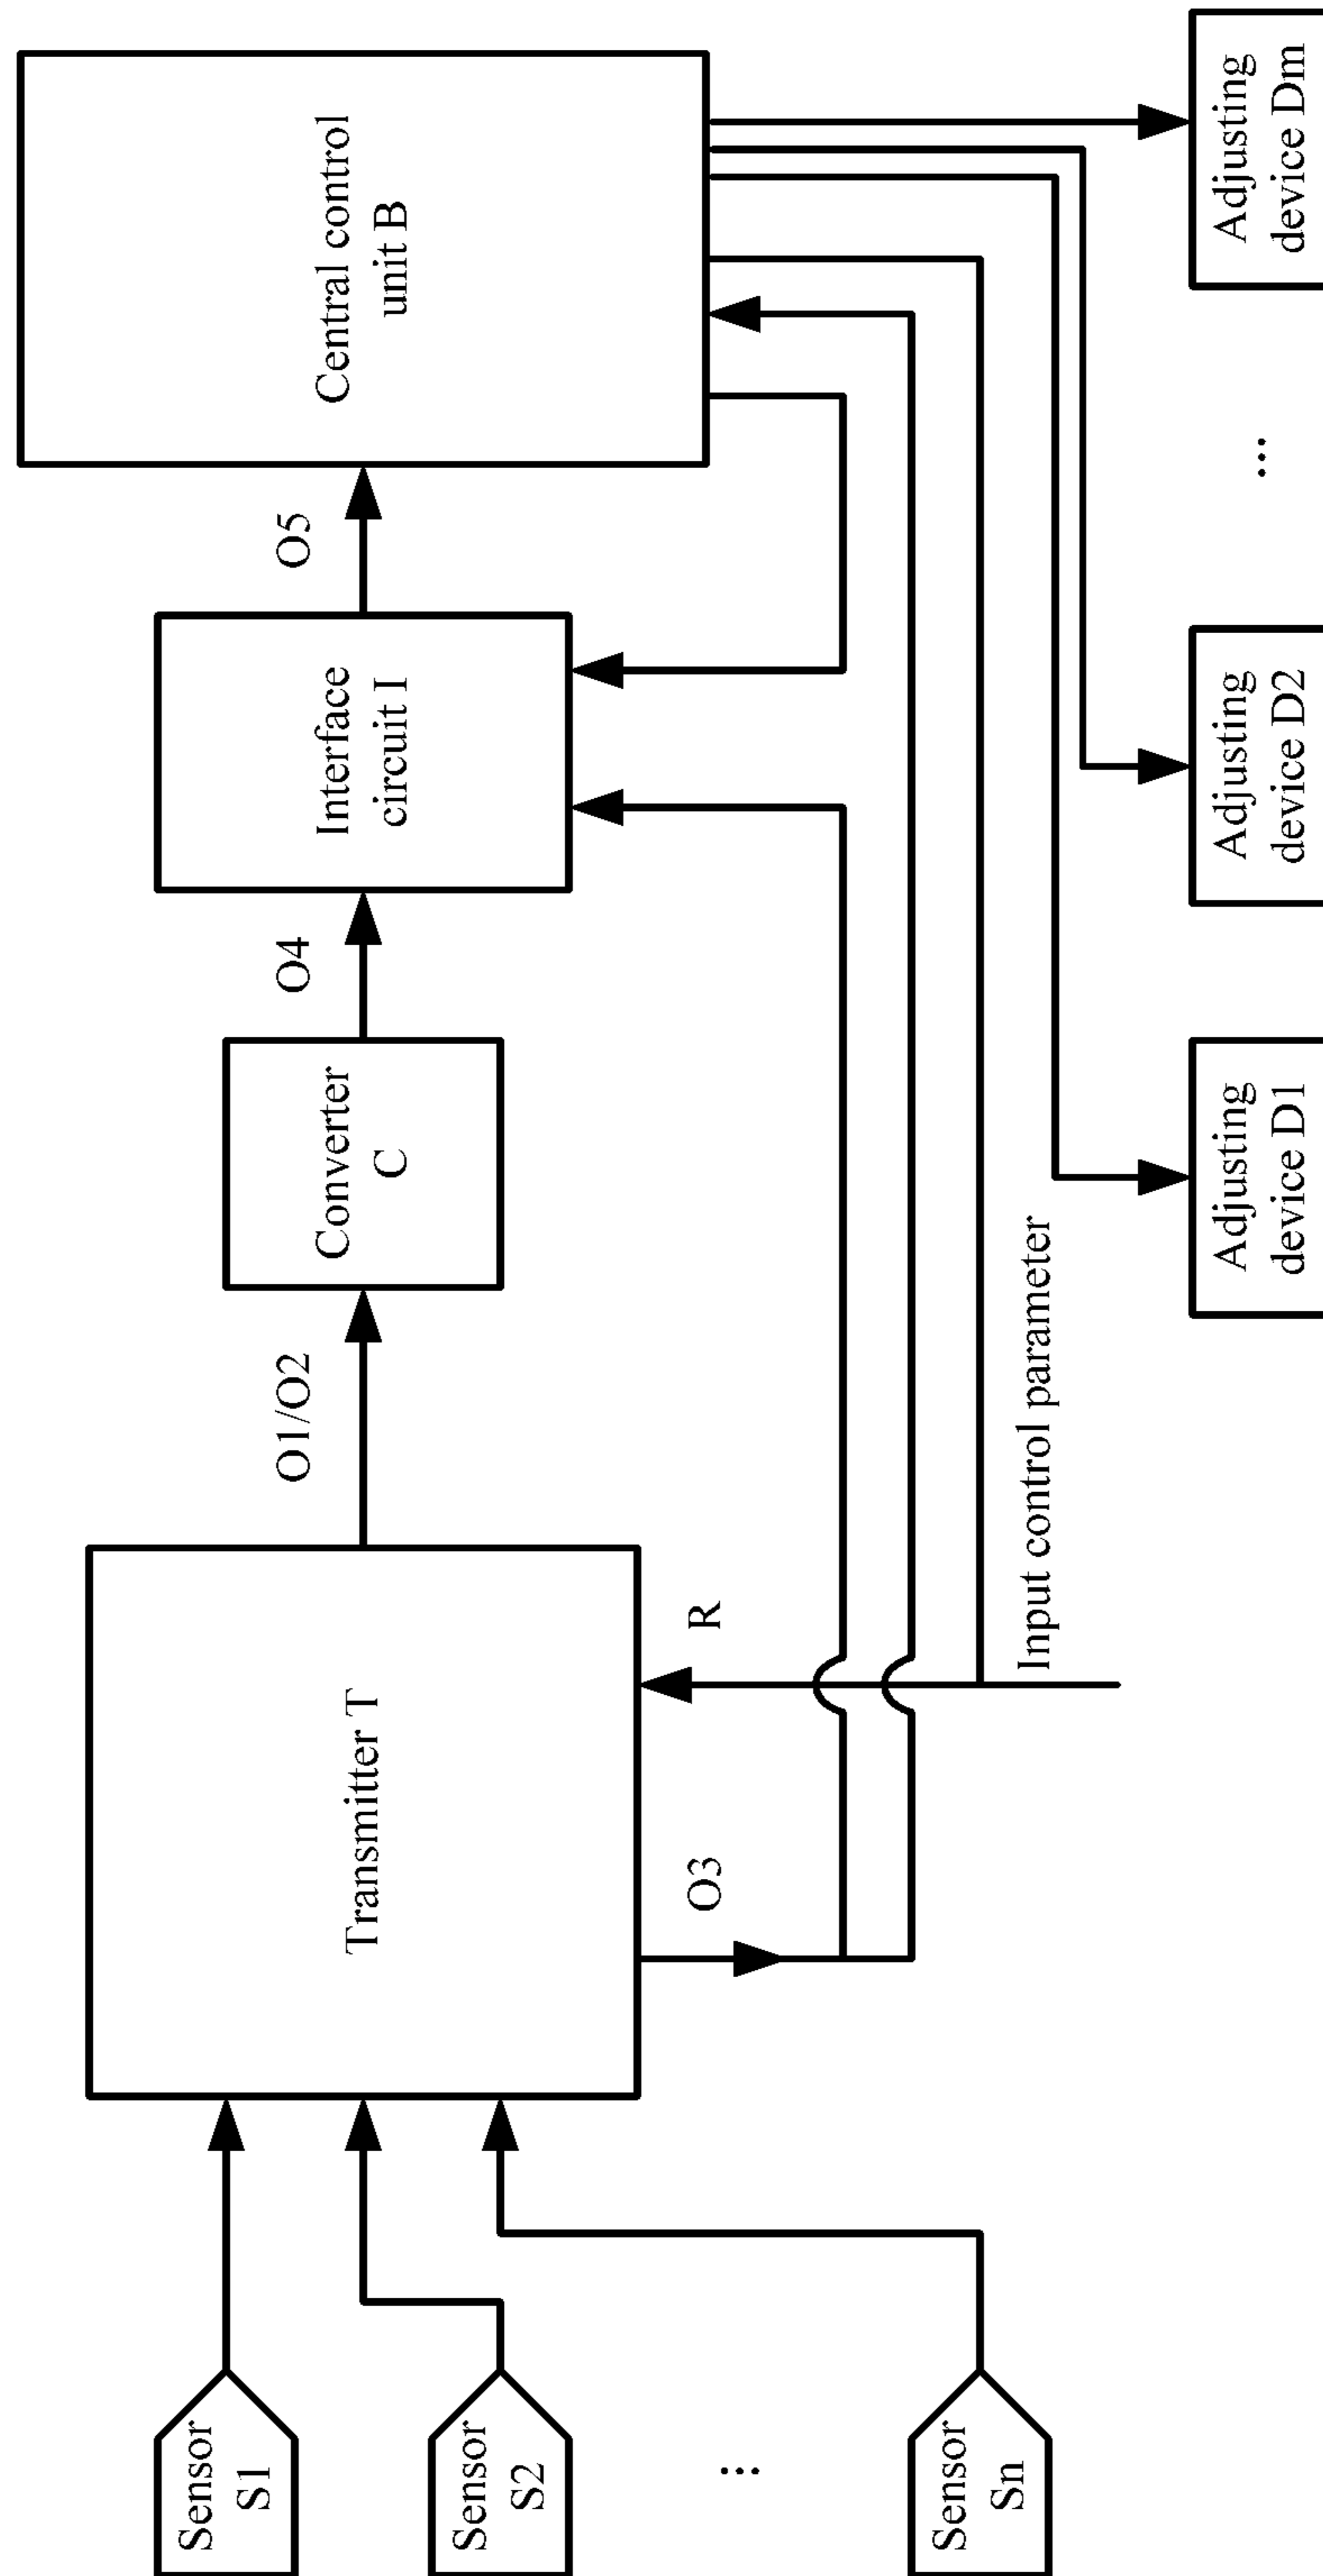 Sensor
S1
Sensor
S2
...
Sensor
Sn
Transmitter T
O3
R
Input control parameter
O1/O2
Converter
C
O4
Interface
circuit I
O5
Central control
unit B
Adjusting
device D1
Adjusting
device D2
...
Adjusting
device Dm